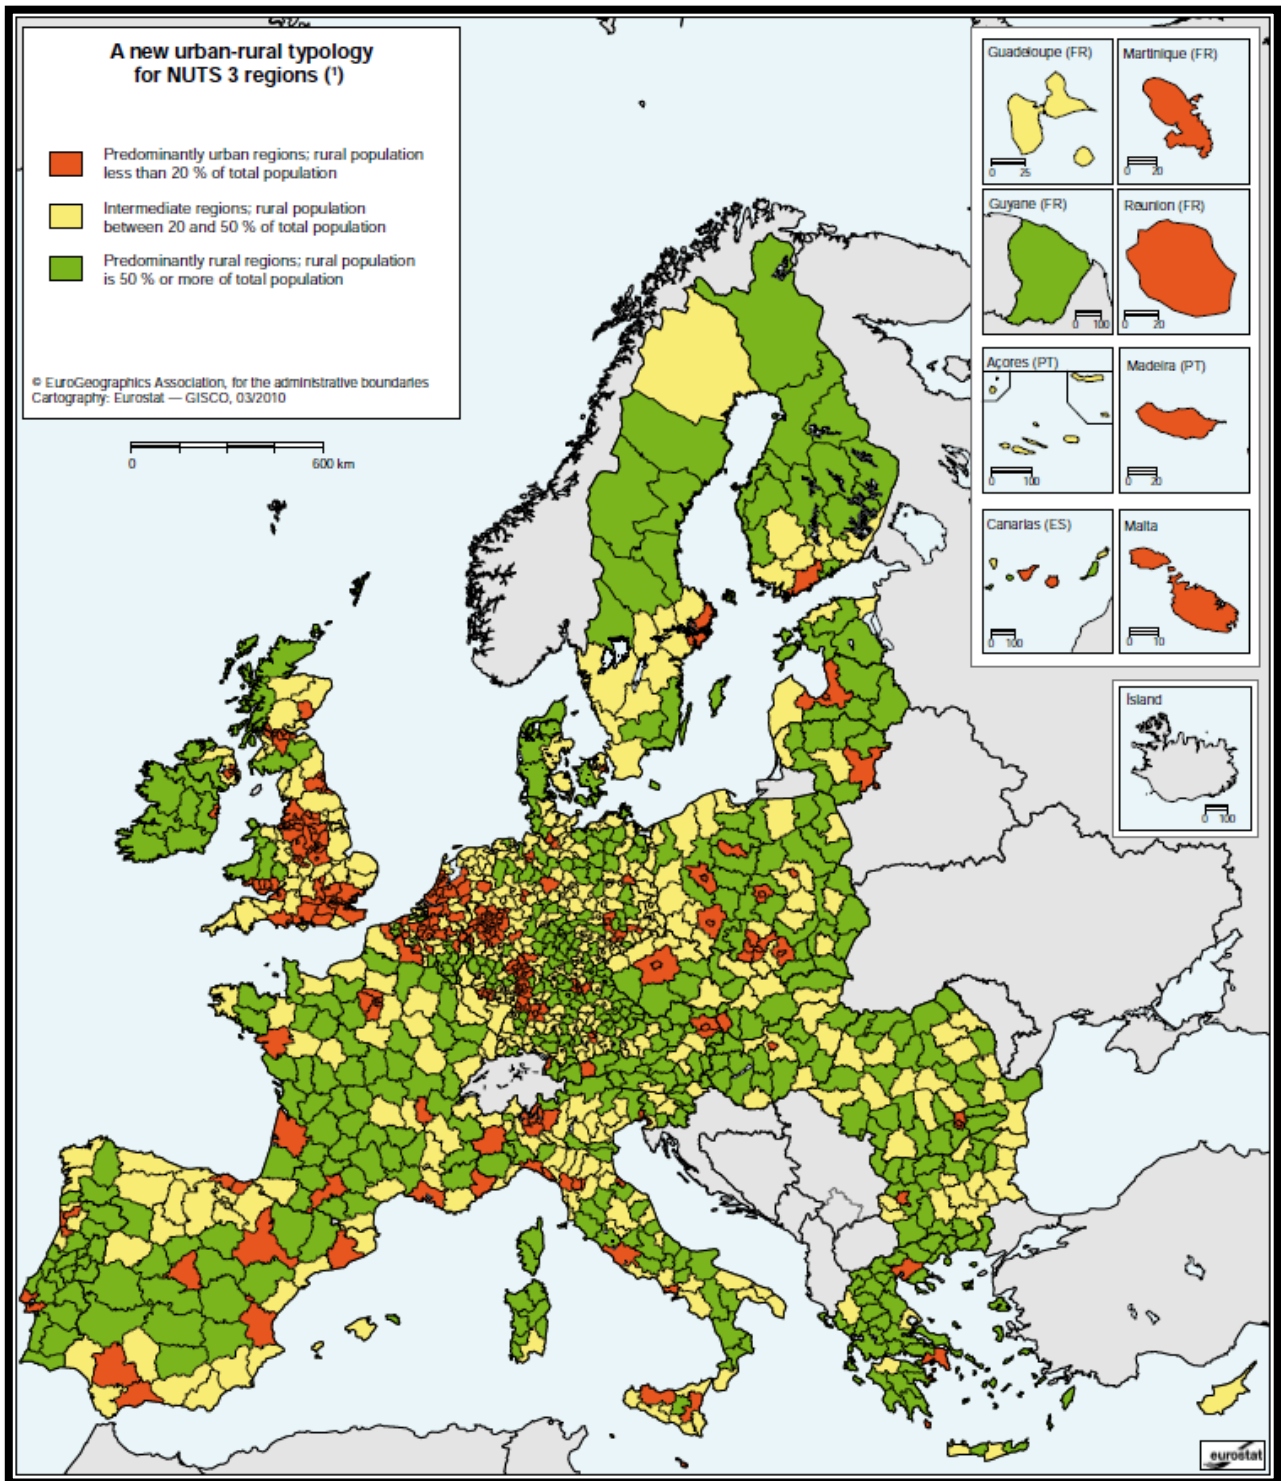 A new urban-rural typology
for NUTS 3 regions (¹)
Predominantly urban regions; rural population
less than 20 % of total population
Intermediate regions; rural population
between 20 and 50 % of total population
Predominantly rural regions; rural population
is 50 % or more of total population
© EuroGeographics Association, for the administrative boundaries
Cartography: Eurostat — GISCO, 03/2010
0 600 km
Guadeloupe (FR)
0 25
Martinique (FR)
0 20
Guyane (FR)
0 100
Reunion (FR)
0 20
Açores (PT)
0 100
Madeira (PT)
0 20
Canarias (ES)
0 100
Malta
0 10
Ísland
0 100
eurostat